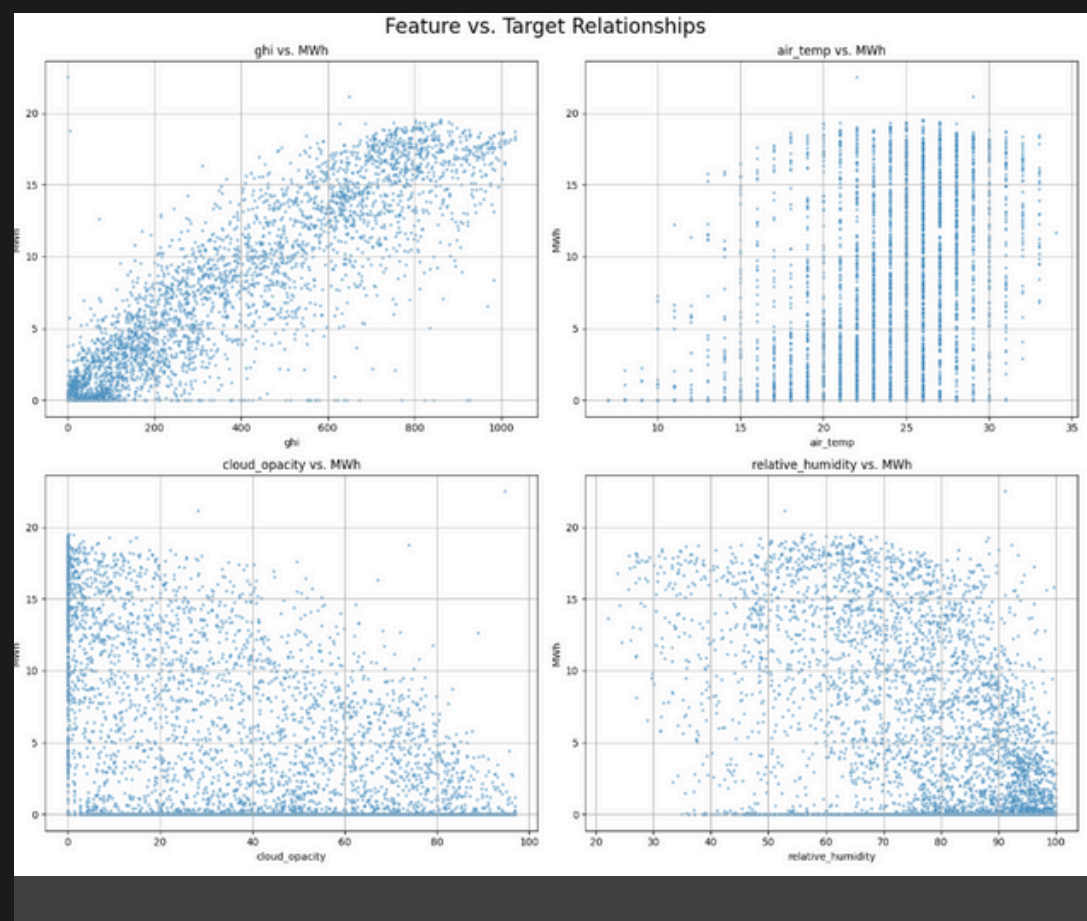 Feature vs. Target Relationships
ghi vs. MWh
air_temp vs. MWh
20
15
10
5
0
MWh
0 200 400 600 800 1000
ghi
20
15
10
5
0
MWh
10 15 20 25 30 35
air_temp
cloud_opacity vs. MWh
relative_humidity vs. MWh
20
15
10
5
0
MWh
0 20 40 60 80 100
cloud_opacity
20
15
10
5
0
MWh
20 30 40 50 60 70 80 90 100
relative_humidity